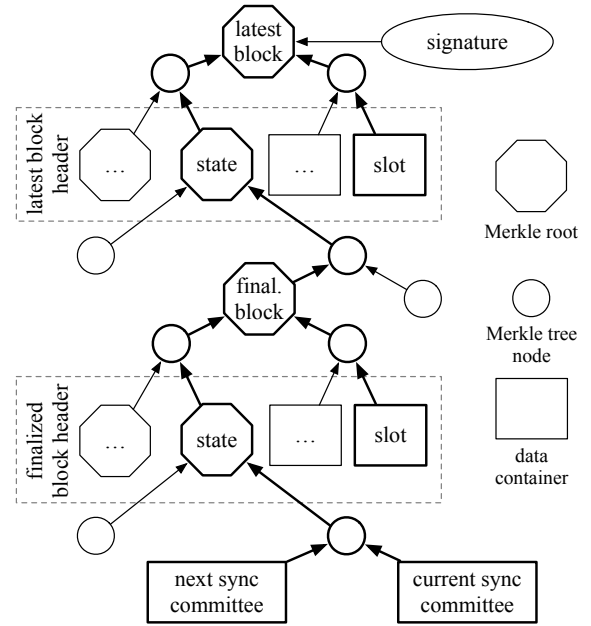 latest
block
signature
latest block
header
...
state
...
slot
Merkle root
final.
block
Merkle tree
node
finalized
block header
...
state
...
slot
data
container
next sync
committee
current sync
committee